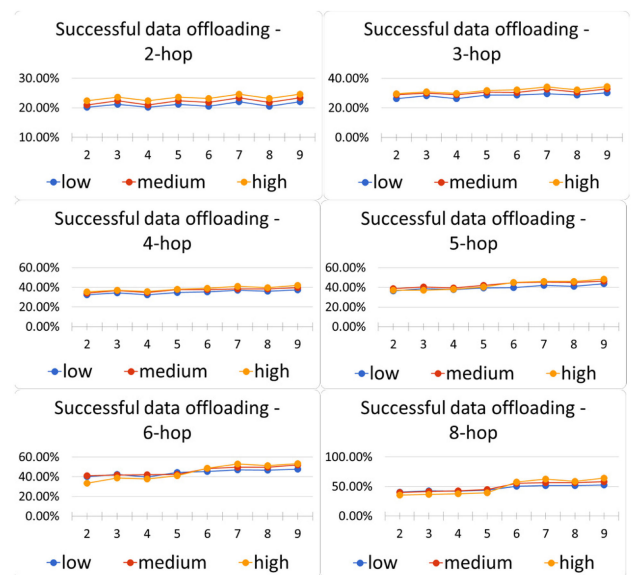 Successful data offloading -
2-hop
30.00%
20.00%
10.00%
2 3 4 5 6 7 8 9
low medium high
Successful data offloading -
3-hop
40.00%
20.00%
0.00%
2 3 4 5 6 7 8 9
low medium high
Successful data offloading -
4-hop
60.00%
40.00%
20.00%
0.00%
2 3 4 5 6 7 8 9
low medium high
Successful data offloading -
5-hop
60.00%
40.00%
20.00%
0.00%
2 3 4 5 6 7 8 9
low medium high
Successful data offloading -
6-hop
60.00%
40.00%
20.00%
0.00%
2 3 4 5 6 7 8 9
low medium high
Successful data offloading -
8-hop
100.00%
50.00%
0.00%
2 3 4 5 6 7 8 9
low medium high